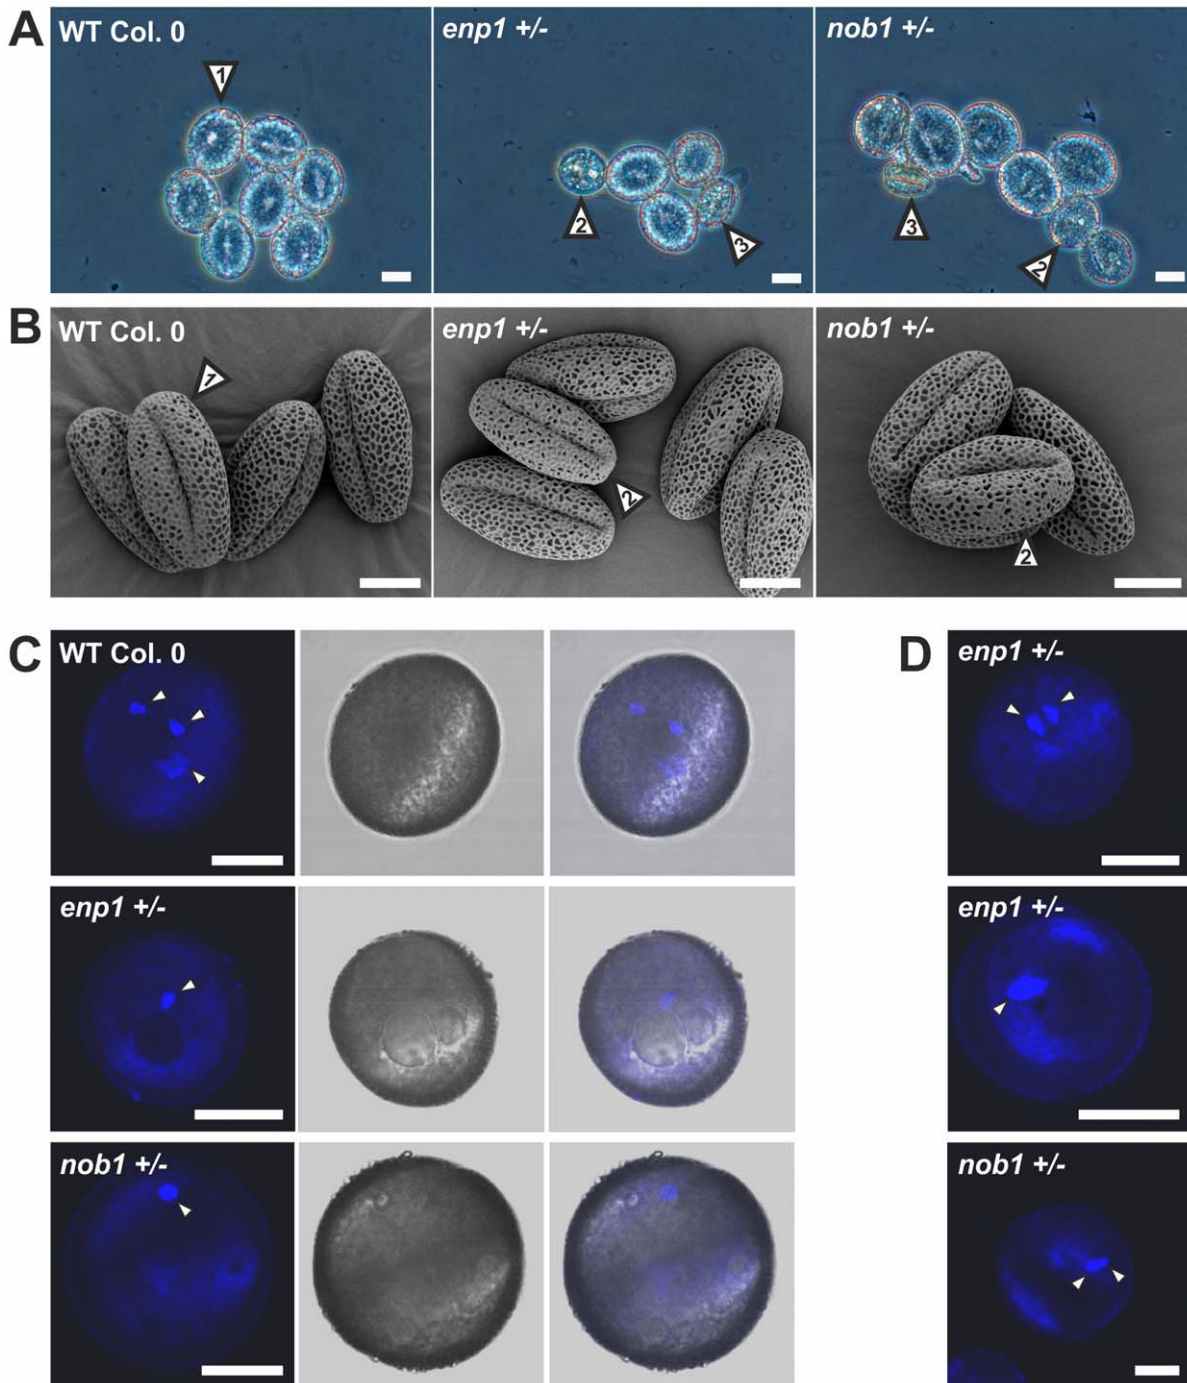 A
WT Col. 0
enp1 +/-
nob1 +/-
1
2
3
3
2
B
WT Col. 0
enp1 +/-
nob1 +/-
1
2
2
C
WT Col. 0
D
enp1 +/-
enp1 +/-
enp1 +/-
nob1 +/-
nob1 +/-